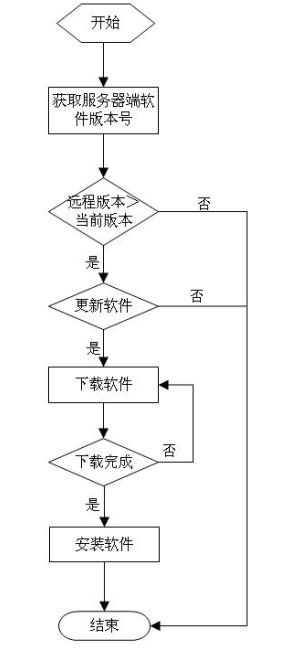 开始
获取服务器端软
件版本号
远程版本>
当前版本
否
是
更新软件
否
是
下载软件
下载完成
否
是
安装软件
结束